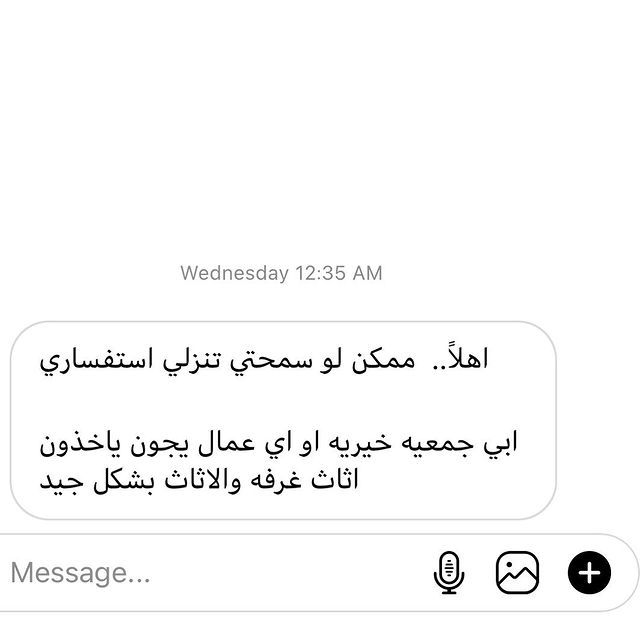 Wednesday 12:35 AM
اهلاً.. ممكن لو سمحتي تنزلي استفساري
ابي جمعيه خيريه او اي عمال يجون ياخذون
اثاث غرفه والاثاث بشكل جيد
Message...